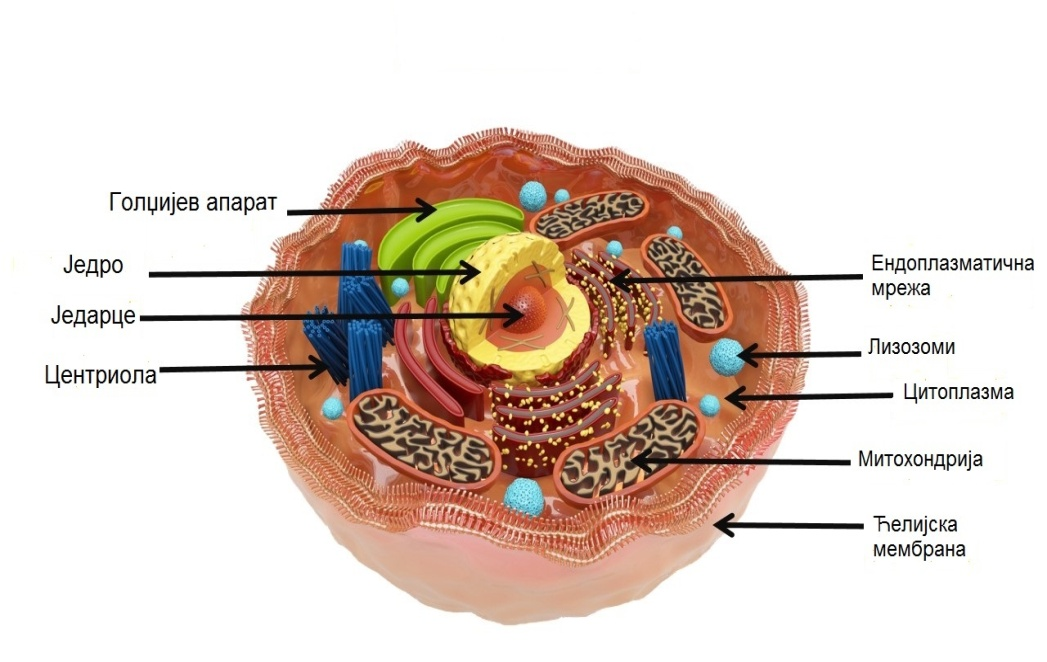 Голџијев апарат
Једро
Једарце
Центриола
Ендоплазматична
мрежа
Лизозоми
Цитоплазма
Митохондрија
Ћелијска
мембрана